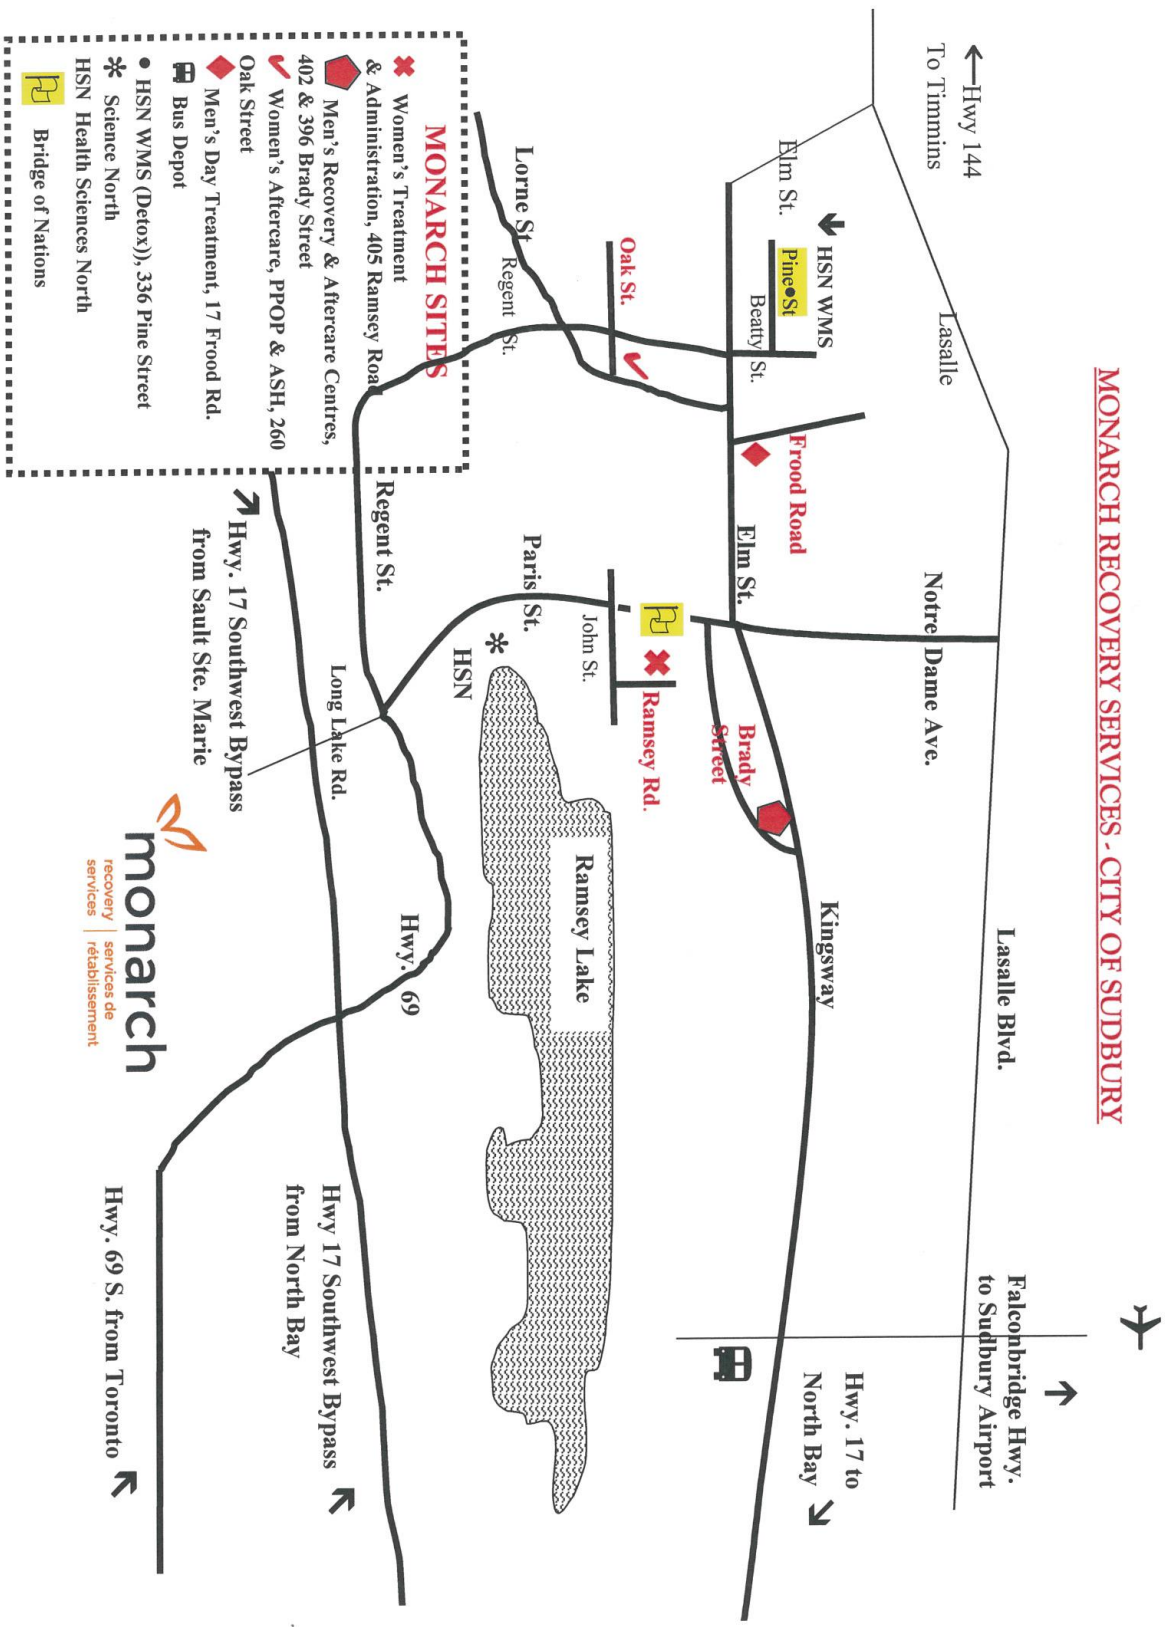 MONARCH RECOVERY SERVICES - CITY OF SUDBURY
Hwy 144
To Timmins
Lasalle
Lasalle Blvd.
Falconbridge Hwy.
to Sudbury Airport
Notre Dame Ave.
Elm St.
HSN WMS
Pine●St
Beatty St.
Frood Road
Elm St.
Kingsway
Hwy. 17 to
North Bay
Brady
Street
Oak St.
Ramsey Rd.
John St.
Lorne St
Regent St.
Paris St.
HSN
Ramsey Lake
MONARCH SITES
Women's Treatment
& Administration, 405 Ramsey Road
Men's Recovery & Aftercare Centres,
402 & 396 Brady Street
Women's Aftercare, PPOP & ASH, 260
Oak Street
Men's Day Treatment, 17 Frood Rd.
Bus Depot
● HSN WMS (Detox)), 336 Pine Street
Science North
HSN Health Sciences North
Bridge of Nations
Regent St.
Long Lake Rd.
Hwy. 69
Hwy. 17 Southwest Bypass
from Sault Ste. Marie
Hwy 17 Southwest Bypass
from North Bay
Hwy. 69 S. from Toronto
monarch
recovery | services de
services | rétablissement